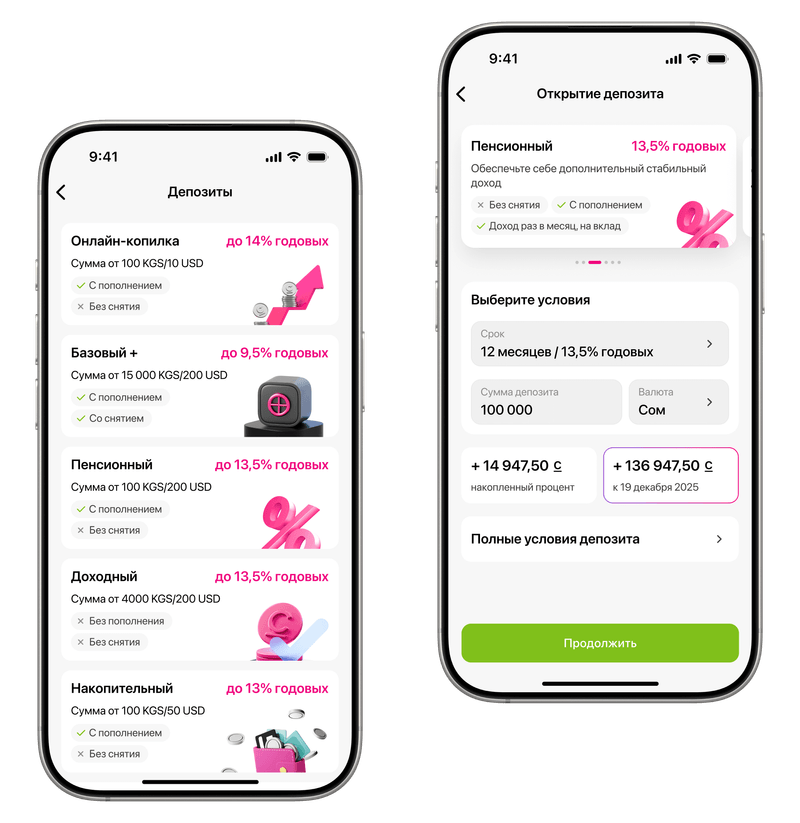 9:41
Депозиты
Онлайн-копилка
до 14% годовых
Сумма от 100 KGS/10 USD
С пополнением
Без снятия
Базовый +
до 9,5% годовых
Сумма от 15 000 KGS/200 USD
С пополнением
Со снятием
Пенсионный
до 13,5% годовых
Сумма от 100 KGS/200 USD
С пополнением
Без снятия
Доходный
до 13,5% годовых
Сумма от 4000 KGS/200 USD
Без пополнения
Без снятия
Накопительный
до 13% годовых
Сумма от 100 KGS/50 USD
С пополнением
Без снятия
9:41
Открытие депозита
Пенсионный
13,5% годовых
Обеспечьте себе дополнительный стабильный
доход
Без снятия
С пополнением
Доход раз в месяц, на вклад
Выберите условия
Срок
12 месяцев / 13,5% годовых
Сумма депозита
100 000
Валюта
Сом
+ 14 947,50 С
накопленный процент
+ 136 947,50 С
к 19 декабря 2025
Полные условия депозита
Продолжить